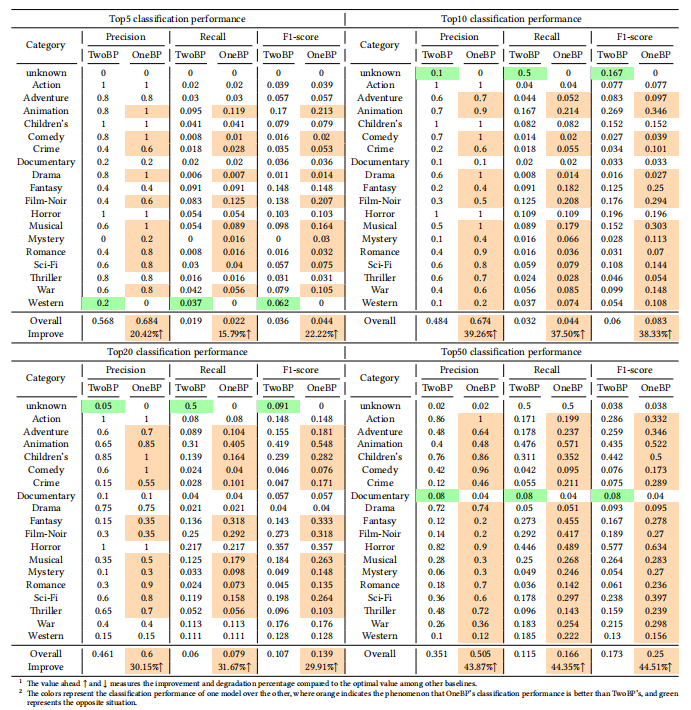 Top5 classification performance
Category Precision Recall F1-score
TwoBP OneBP TwoBP OneBP TwoBP OneBP
unknown 0 0 0 0 0 0
Action 1 1 0.02 0.02 0.039 0.039
Adventure 0.8 0.8 0.03 0.03 0.057 0.057
Animation 0.8 1 0.095 0.119 0.17 0.213
Children's 1 1 0.041 0.041 0.079 0.079
Comedy 0.8 1 0.008 0.01 0.016 0.02
Crime 0.4 0.6 0.018 0.028 0.035 0.053
Documentary 0.2 0.2 0.02 0.02 0.036 0.036
Drama 0.8 1 0.006 0.007 0.011 0.014
Fantasy 0.4 0.4 0.091 0.091 0.148 0.148
Film-Noir 0.4 0.6 0.083 0.125 0.138 0.207
Horror 1 1 0.054 0.054 0.103 0.103
Musical 0.6 1 0.054 0.089 0.098 0.164
Mystery 0 0.2 0 0.016 0 0.03
Romance 0.4 0.8 0.008 0.016 0.016 0.032
Sci-Fi 0.6 0.8 0.03 0.04 0.057 0.075
Thriller 0.8 0.8 0.016 0.016 0.031 0.031
War 0.6 0.8 0.042 0.056 0.079 0.105
Western 0.2 0 0.037 0 0.062 0
Overall 0.568 0.684 0.019 0.022 0.036 0.044
Improve 20.42%↑ 15.79%↑ 22.22%↑
Top10 classification performance
Category Precision Recall F1-score
TwoBP OneBP TwoBP OneBP TwoBP OneBP
unknown 0.1 0 0.5 0 0.167 0
Action 1 1 0.04 0.04 0.077 0.077
Adventure 0.6 0.7 0.044 0.052 0.083 0.097
Animation 0.7 0.9 0.167 0.214 0.269 0.346
Children's 1 1 0.082 0.082 0.152 0.152
Comedy 0.7 1 0.014 0.02 0.027 0.039
Crime 0.2 0.6 0.018 0.055 0.034 0.101
Documentary 0.1 0.1 0.02 0.02 0.033 0.033
Drama 0.6 1 0.008 0.014 0.016 0.027
Fantasy 0.2 0.4 0.091 0.182 0.125 0.25
Film-Noir 0.3 0.5 0.125 0.208 0.176 0.294
Horror 1 1 0.109 0.109 0.196 0.196
Musical 0.5 1 0.089 0.179 0.152 0.303
Mystery 0.1 0.4 0.016 0.066 0.028 0.113
Romance 0.4 0.9 0.016 0.036 0.031 0.07
Sci-Fi 0.6 0.8 0.059 0.079 0.108 0.144
Thriller 0.6 0.7 0.024 0.028 0.046 0.054
War 0.4 0.6 0.056 0.085 0.099 0.148
Western 0.1 0.2 0.037 0.074 0.054 0.108
Overall 0.484 0.674 0.032 0.044 0.06 0.083
Improve 39.26%↑ 37.50%↑ 38.33%↑
Top20 classification performance
Category Precision Recall F1-score
TwoBP OneBP TwoBP OneBP TwoBP OneBP
unknown 0.05 0 0.5 0 0.091 0
Action 1 1 0.08 0.08 0.148 0.148
Adventure 0.6 0.7 0.089 0.104 0.155 0.181
Animation 0.65 0.85 0.31 0.405 0.419 0.548
Children's 0.85 1 0.139 0.164 0.239 0.282
Comedy 0.6 1 0.024 0.04 0.046 0.076
Crime 0.15 0.55 0.028 0.101 0.047 0.171
Documentary 0.1 0.1 0.04 0.04 0.057 0.057
Drama 0.75 0.75 0.021 0.021 0.04 0.04
Fantasy 0.15 0.35 0.136 0.318 0.143 0.333
Film-Noir 0.3 0.35 0.25 0.292 0.273 0.318
Horror 1 1 0.217 0.217 0.357 0.357
Musical 0.35 0.5 0.125 0.179 0.184 0.263
Mystery 0.1 0.3 0.033 0.098 0.049 0.148
Romance 0.3 0.9 0.024 0.073 0.045 0.135
Sci-Fi 0.6 0.8 0.119 0.158 0.198 0.264
Thriller 0.65 0.7 0.052 0.056 0.096 0.103
War 0.4 0.4 0.113 0.113 0.176 0.176
Western 0.15 0.15 0.111 0.111 0.128 0.128
Overall 0.461 0.6 0.06 0.079 0.107 0.139
Improve 30.15%↑ 31.67%↑ 29.91%↑
Top50 classification performance
Category Precision Recall F1-score
TwoBP OneBP TwoBP OneBP TwoBP OneBP
unknown 0.02 0.02 0.5 0.5 0.038 0.038
Action 0.86 1 0.171 0.199 0.286 0.332
Adventure 0.48 0.64 0.178 0.237 0.259 0.346
Animation 0.4 0.48 0.476 0.571 0.435 0.522
Children's 0.76 0.86 0.311 0.352 0.442 0.5
Comedy 0.42 0.96 0.042 0.095 0.076 0.173
Crime 0.12 0.46 0.055 0.211 0.075 0.289
Documentary 0.08 0.04 0.08 0.04 0.08 0.04
Drama 0.72 0.74 0.05 0.051 0.093 0.095
Fantasy 0.12 0.2 0.273 0.455 0.167 0.278
Film-Noir 0.14 0.2 0.292 0.417 0.189 0.27
Horror 0.82 0.9 0.446 0.489 0.577 0.634
Musical 0.28 0.3 0.25 0.268 0.264 0.283
Mystery 0.06 0.3 0.049 0.246 0.054 0.27
Romance 0.18 0.7 0.036 0.142 0.061 0.236
Sci-Fi 0.36 0.6 0.178 0.297 0.238 0.397
Thriller 0.48 0.72 0.096 0.143 0.159 0.239
War 0.26 0.36 0.183 0.254 0.215 0.298
Western 0.1 0.12 0.185 0.222 0.13 0.156
Overall 0.351 0.505 0.115 0.166 0.173 0.25
Improve 43.87%↑ 44.35%↑ 44.51%↑
1 The value ahead ↑ and ↓ measures the improvement and degradation percentage compared to the optimal value among other baselines.
2 The colors represent the classification performance of one model over the other, where orange indicates the phenomenon that OneBP's classification performance is better than TwoBP's, and green
represents the opposite situation.